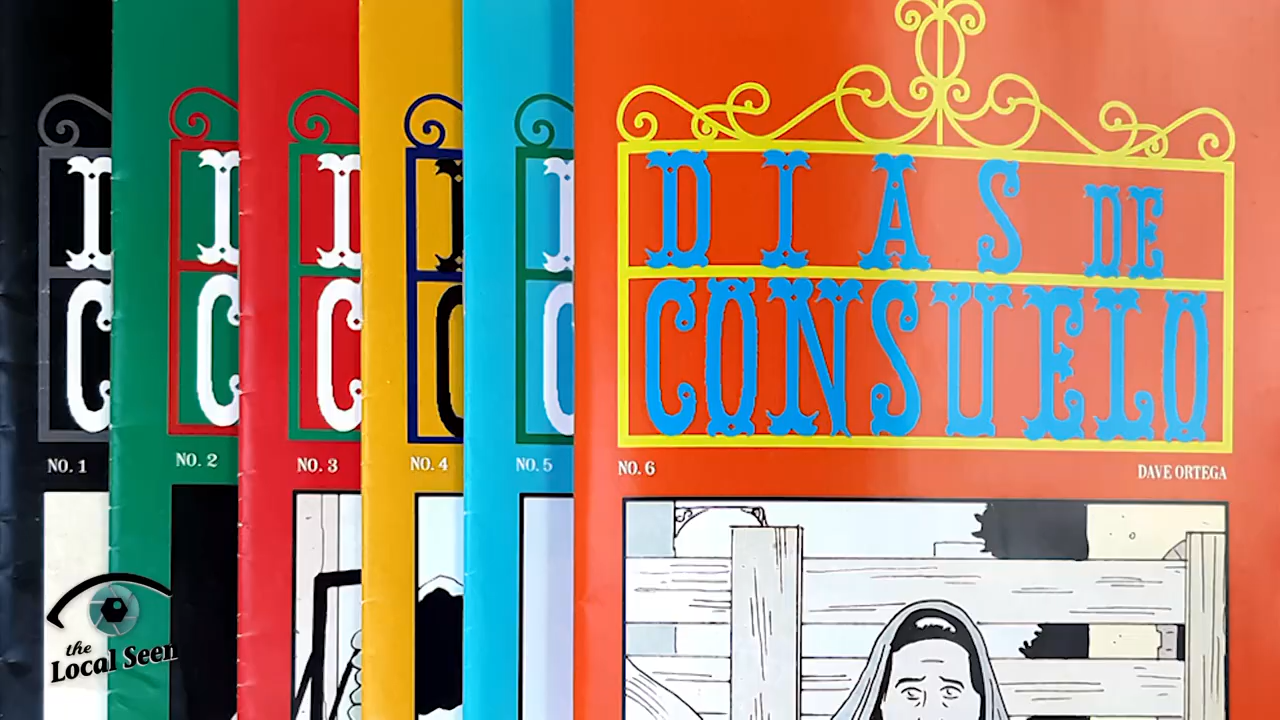 DIAS DE
CONSUELO
NO. 1
NO. 2
NO. 3
NO. 4
NO. 5
NO. 6
DAVE ORTEGA
the
Local Seen